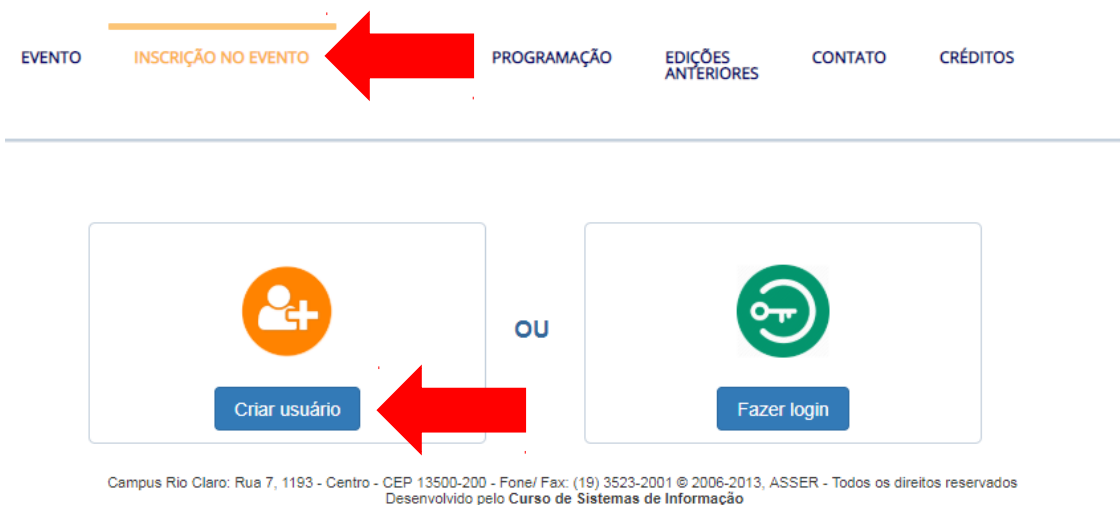 EVENTO INSCRIÇÃO NO EVENTO PROGRAMAÇÃO EDIÇÕES ANTERIORES CONTATO CRÉDITOS
OU
Criar usuário
Fazer login
Campus Rio Claro: Rua 7, 1193 - Centro - CEP 13500-200 - Fone/ Fax: (19) 3523-2001 © 2006-2013, ASSER - Todos os direitos reservados
Desenvolvido pelo Curso de Sistemas de Informação